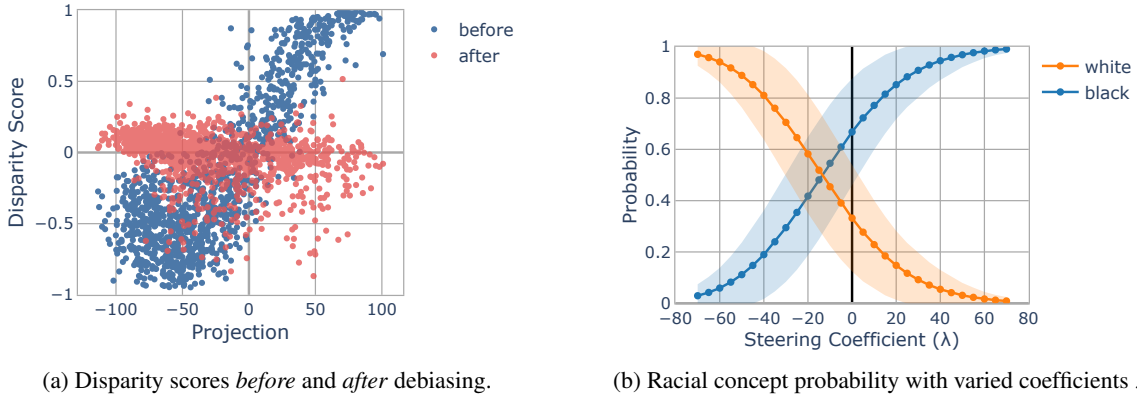 before
after
Disparity Score
1
0.5
0
−0.5
−1
−100
−50
0
50
100
Projection
(a) Disparity scores before and after debiasing.
white
black
Probability
1
0.8
0.6
0.4
0.2
0
−80
−60
−40
−20
0
20
40
60
80
Steering Coefficient (λ)
(b) Racial concept probability with varied coefficients .